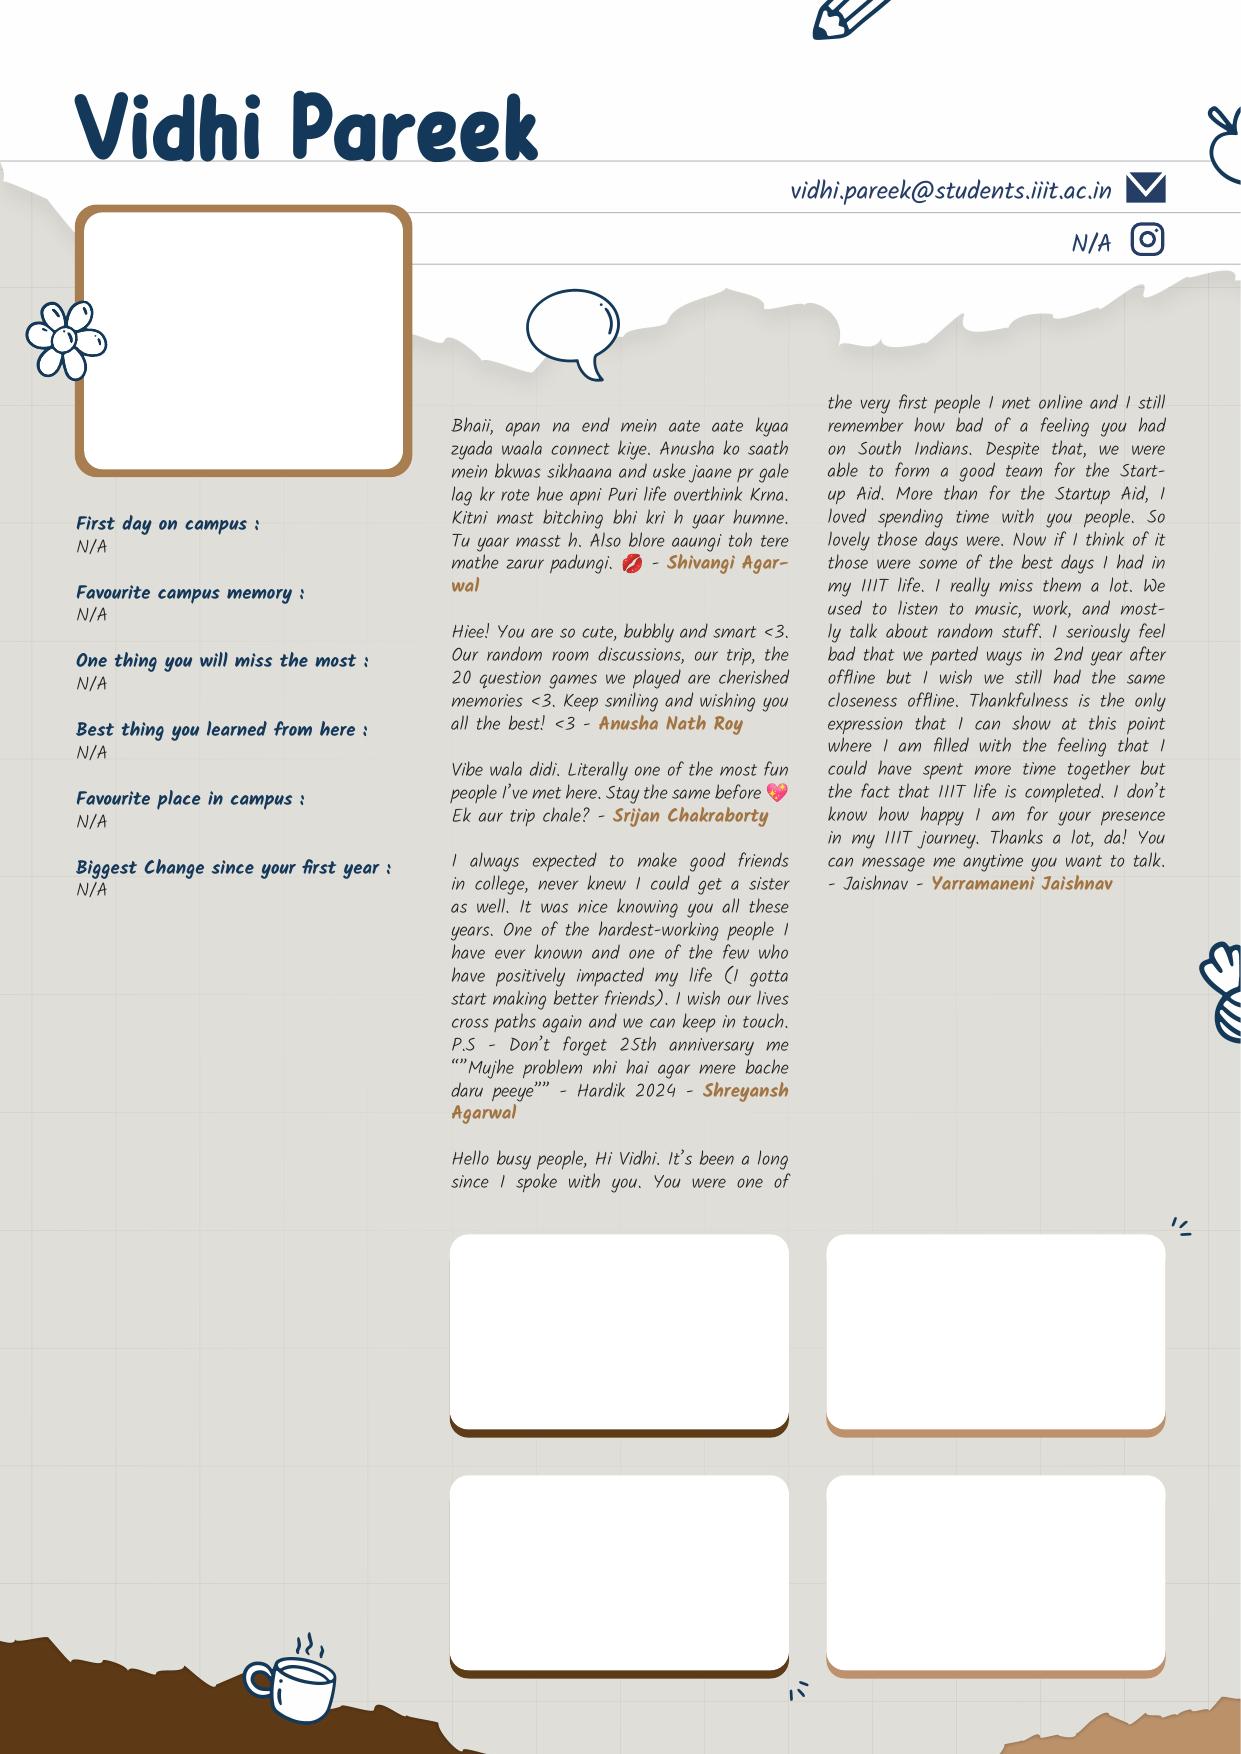 Vidhi Pareek
vidhi.pareek@students.iiit.ac.in
N/A
First day on campus :
N/A
Favourite campus memory :
N/A
One thing you will miss the most :
N/A
Best thing you learned from here :
N/A
Favourite place in campus :
N/A
Biggest Change since your first year :
N/A
Bhaii, apan na end mein aate aate kyaa
zyada waala connect kiye. Anusha ko saath
mein bkwas sikhaana and uske jaane pr gale
lag kr rote hue apni Puri life overthink Krna.
Kitni mast bitching bhi kri h yaar humne.
Tu yaar masst h. Also blore aaungi toh tere
mathe zarur padungi. 💋 - Shivangi Agar-
wal
Hiee! You are so cute, bubbly and smart <3.
Our random room discussions, our trip, the
20 question games we played are cherished
memories <3. Keep smiling and wishing you
all the best! <3 - Anusha Nath Roy
Vibe wala didi. Literally one of the most fun
people I've met here. Stay the same before 💖
Ek aur trip chale? - Srijan Chakraborty
I always expected to make good friends
in college, never knew I could get a sister
as well. It was nice knowing you all these
years. One of the hardest-working people I
have ever known and one of the few who
have positively impacted my life (I gotta
start making better friends). I wish our lives
cross paths again and we can keep in touch.
P.S - Don't forget 25th anniversary me
“”Mujhe problem nhi hai agar mere bache
daru peeye”” - Hardik 2024 - Shreyansh
Agarwal
Hello busy people, Hi Vidhi. It's been a long
since I spoke with you. You were one of
the very first people I met online and I still
remember how bad of a feeling you had
on South Indians. Despite that, we were
able to form a good team for the Start-
up Aid. More than for the Startup Aid, I
loved spending time with you people. So
lovely those days were. Now if I think of it
those were some of the best days I had in
my IIIT life. I really miss them a lot. We
used to listen to music, work, and most-
ly talk about random stuff. I seriously feel
bad that we parted ways in 2nd year after
offline but I wish we still had the same
closeness offline. Thankfulness is the only
expression that I can show at this point
where I am filled with the feeling that I
could have spent more time together but
the fact that IIIT life is completed. I don't
know how happy I am for your presence
in my IIIT journey. Thanks a lot, da! You
can message me anytime you want to talk.
- Jaishnav - Yarramaneni Jaishnav